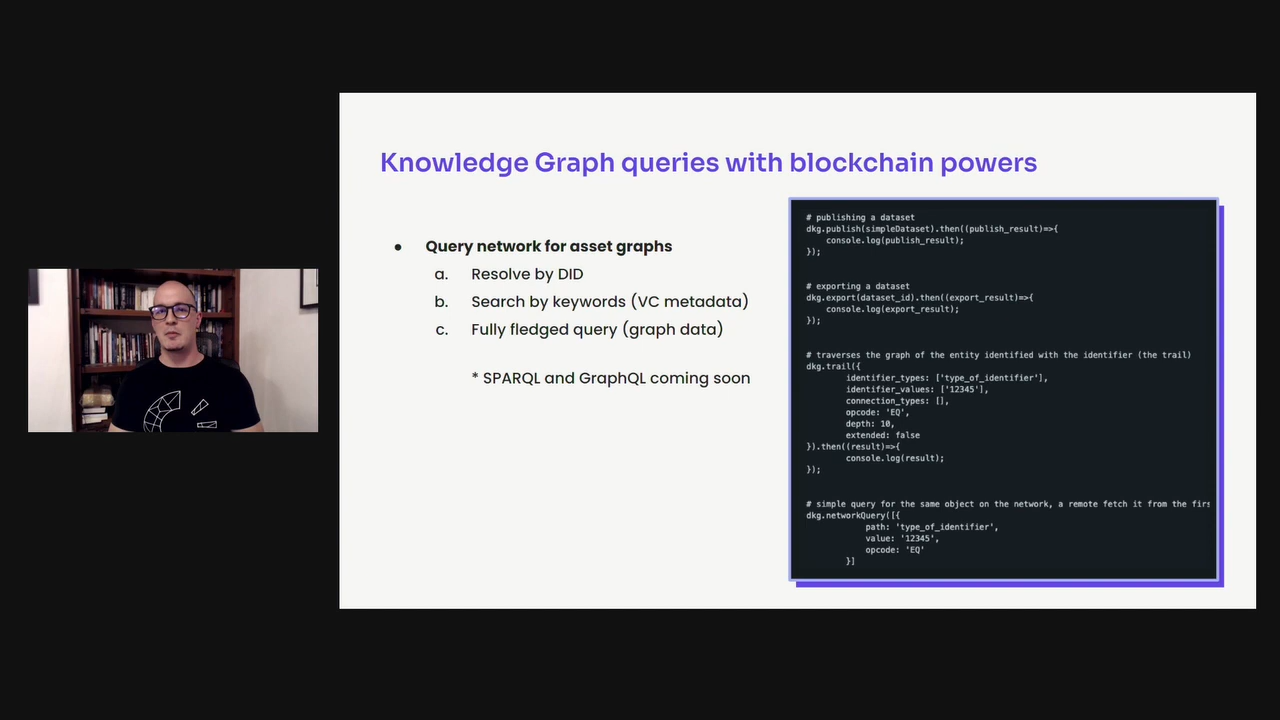 Knowledge Graph queries with blockchain powers
● Query network for asset graphs
a. Resolve by DID
b. Search by keywords (VC metadata)
c. Fully fledged query (graph data)
* SPARQL and GraphQL coming soon
# publishing a dataset
dkg.publish(simpleDataset).then((publish_result)=>{
    console.log(publish_result);
});
# exporting a dataset
dkg.export(dataset_id).then((export_result)=>{
    console.log(export_result);
});
# traverses the graph of the entity identified with the identifier (the trail)
dkg.trail({
        identifier_types: ['type_of_identifier'],
        identifier_values: ['12345'],
        connection_types: [],
        opcode: 'EQ',
        depth: 10,
        extended: false
}).then((result)=>{
        console.log(result);
});
# simple query for the same object on the network, a remote fetch it from the firs
dkg.networkQuery([{
            path: 'type_of_identifier',
            value: '12345',
            opcode: 'EQ'
        }]